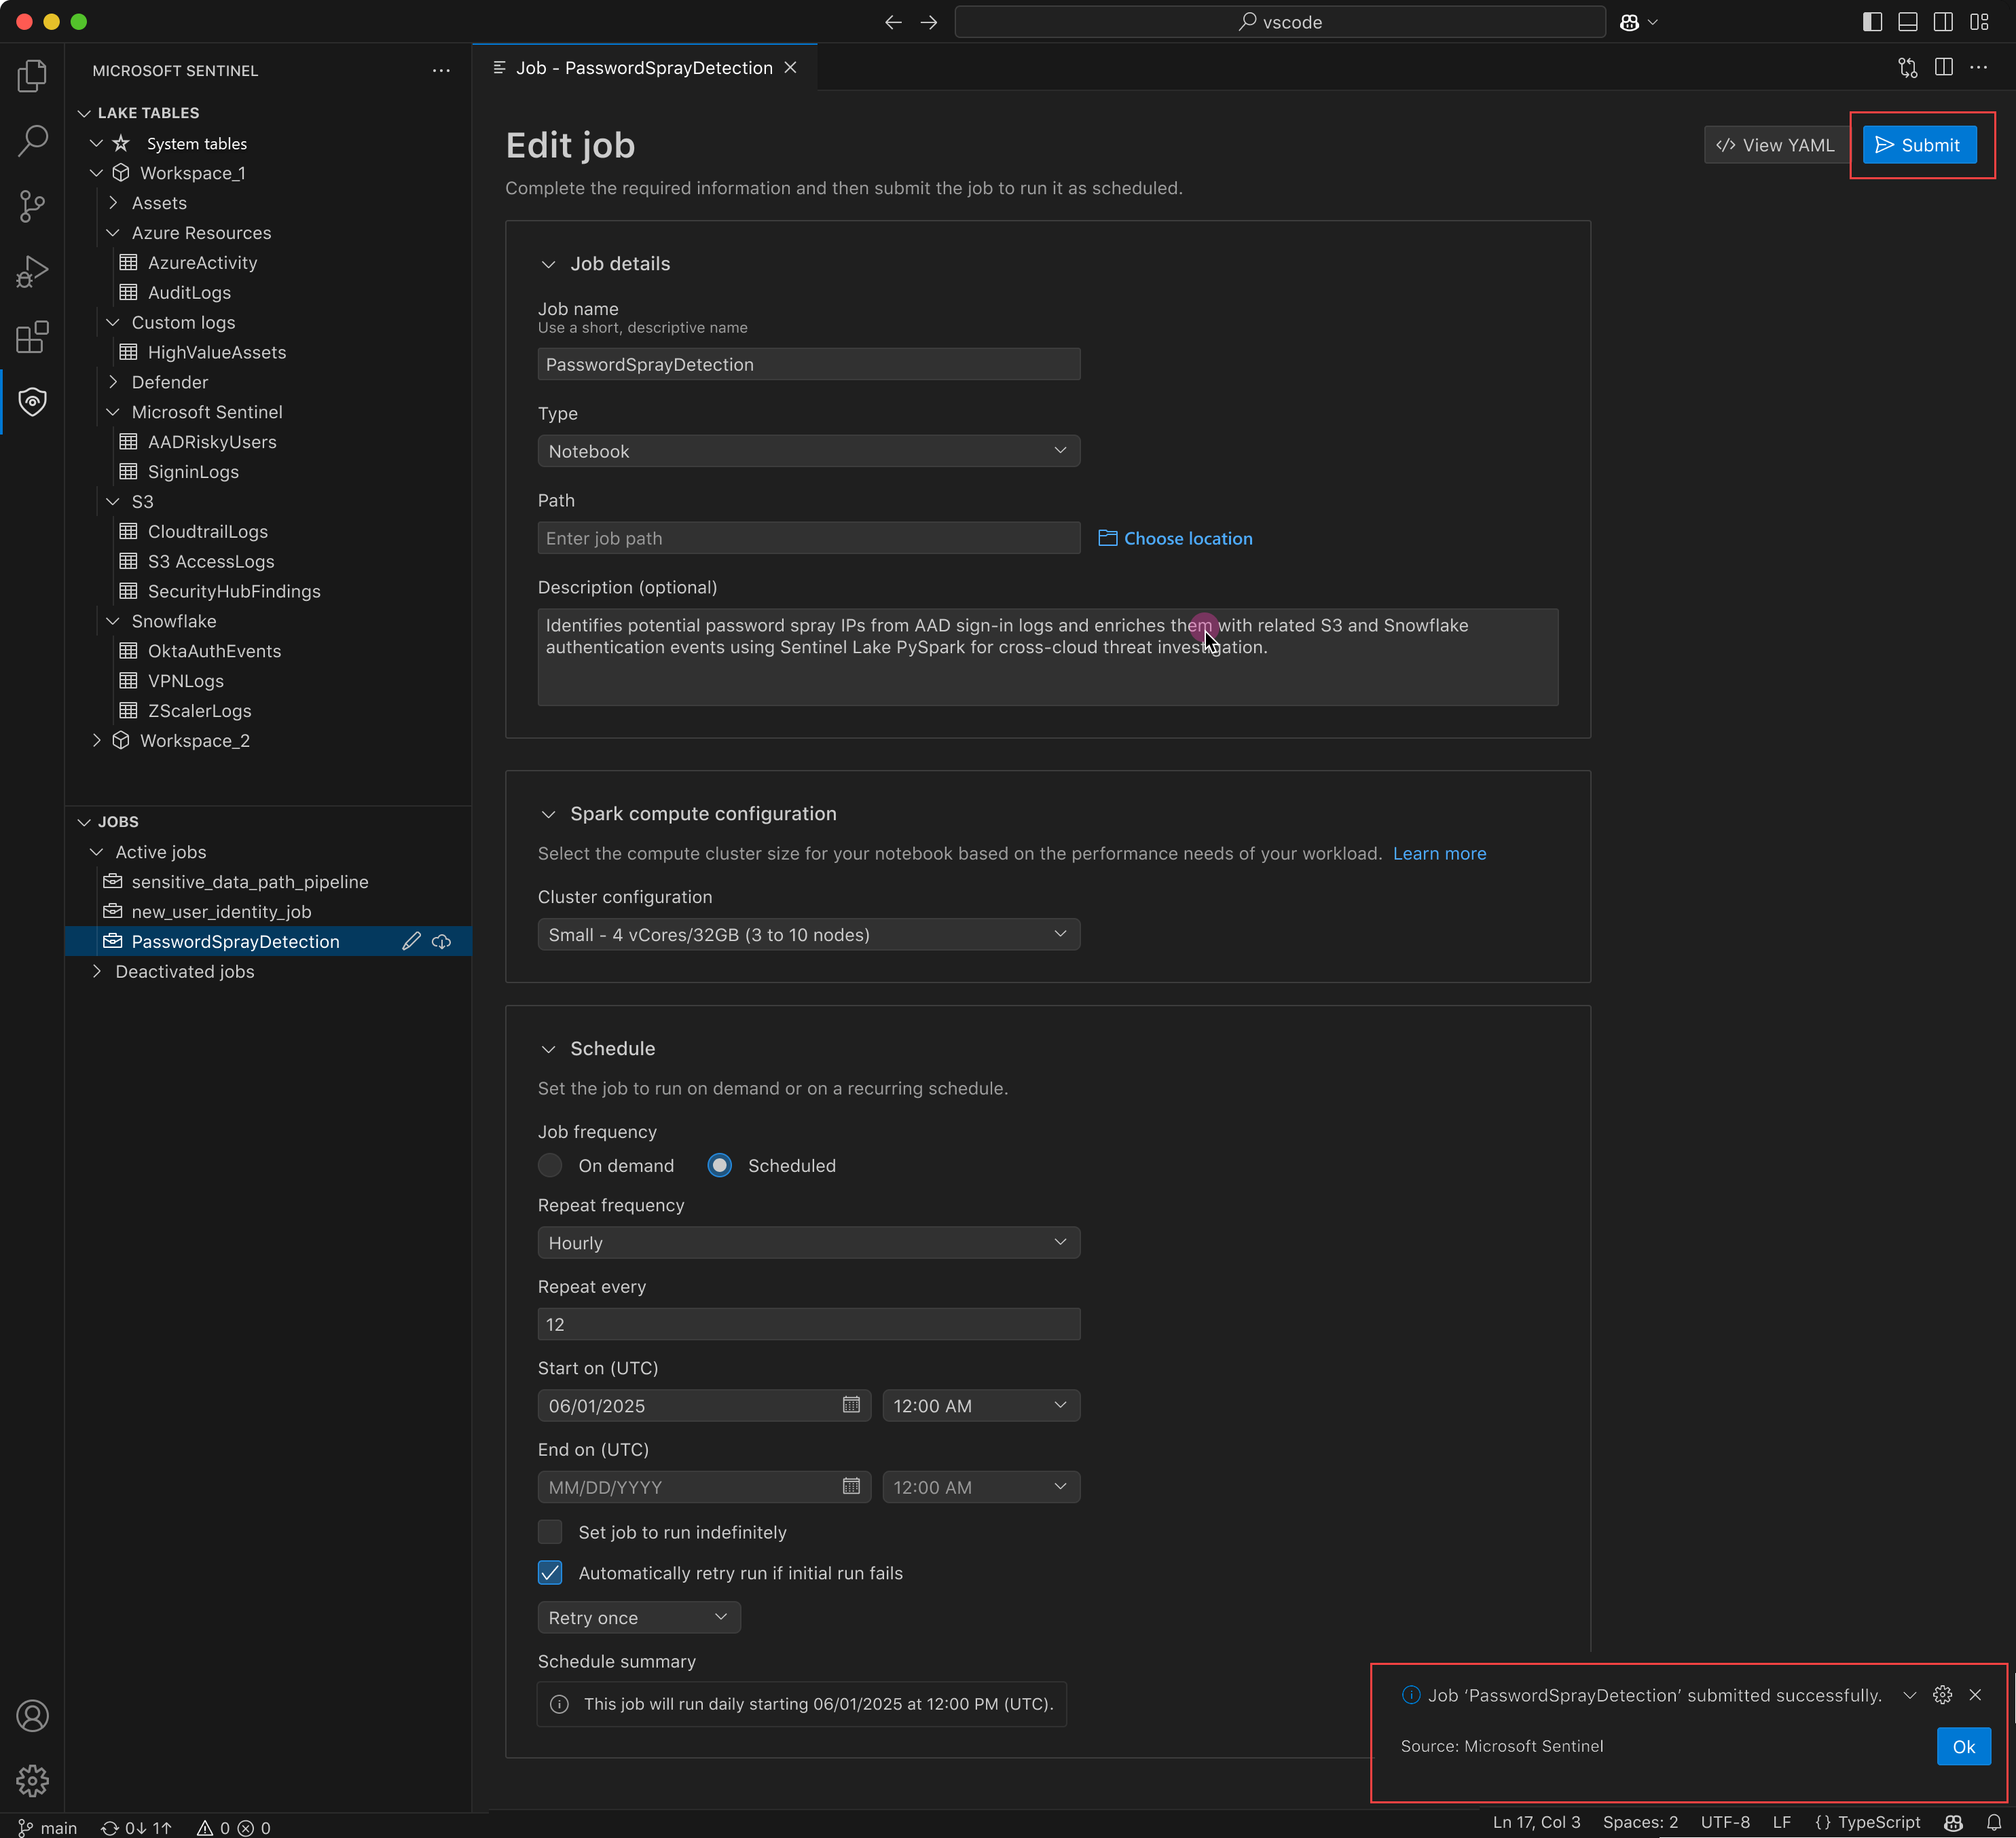 vscode
MICROSOFT SENTINEL
LAKE TABLES
System tables
Workspace_1
Assets
Azure Resources
AzureActivity
AuditLogs
Custom logs
HighValueAssets
Defender
Microsoft Sentinel
AADRiskyUsers
SigninLogs
S3
CloudtrailLogs
S3 AccessLogs
SecurityHubFindings
Snowflake
OktaAuthEvents
VPNLogs
ZScalerLogs
Workspace_2
JOBS
Active jobs
sensitive_data_path_pipeline
new_user_identity_job
PasswordSprayDetection
Deactivated jobs
Job - PasswordSprayDetection
Edit job
View YAML
Submit
Complete the required information and then submit the job to run it as scheduled.
Job details
Job name
Use a short, descriptive name
PasswordSprayDetection
Type
Notebook
Path
Enter job path
Choose location
Description (optional)
Identifies potential password spray IPs from AAD sign-in logs and enriches them with related S3 and Snowflake
authentication events using Sentinel Lake PySpark for cross-cloud threat investigation.
Spark compute configuration
Select the compute cluster size for your notebook based on the performance needs of your workload. Learn more
Cluster configuration
Small - 4 vCores/32GB (3 to 10 nodes)
Schedule
Set the job to run on demand or on a recurring schedule.
Job frequency
On demand
Scheduled
Repeat frequency
Hourly
Repeat every
12
Start on (UTC)
06/01/2025
12:00 AM
End on (UTC)
MM/DD/YYYY
12:00 AM
Set job to run indefinitely
Automatically retry run if initial run fails
Retry once
Schedule summary
This job will run daily starting 06/01/2025 at 12:00 PM (UTC).
Job ‘PasswordSprayDetection’ submitted successfully.
Source: Microsoft Sentinel
Ok
main 0↓ 1↑ 0 0
Ln 17, Col 3 Spaces: 2 UTF-8 LF {} TypeScript